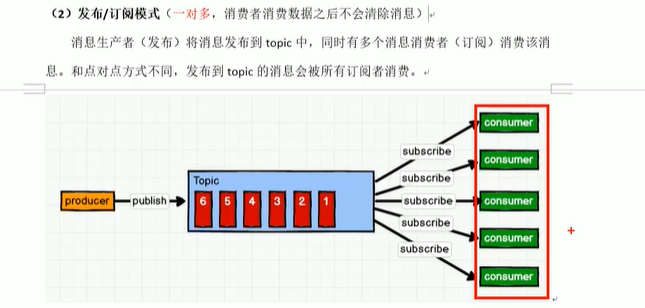 （2）发布/订阅模式（一对多，消费者消费数据之后不会清除消息）
消息生产者（发布）将消息发布到 topic 中，同时有多个消息消费者（订阅）消费该消
息。和点对点方式不同，发布到 topic 的消息会被所有订阅者消费。
consumer
subscribe
consumer
subscribe
Topic
producer
publish
6 5 4 3 2 1
subscribe
consumer
subscribe
consumer
subscribe
consumer